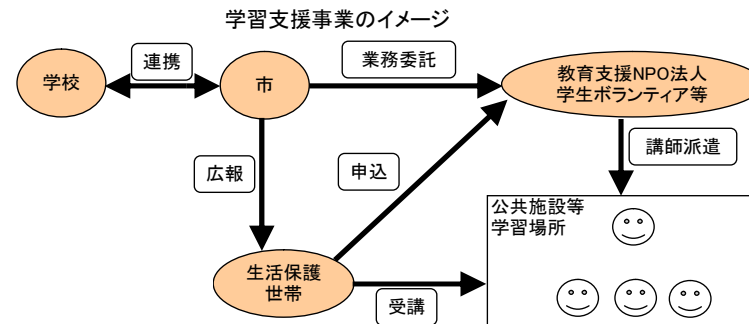 学習支援事業のイメージ
連携
業務委託
学校
市
教育支援NPO法人
学生ボランティア等
広報
申込
講師派遣
公共施設等
学習場所
生活保護
世帯
受講